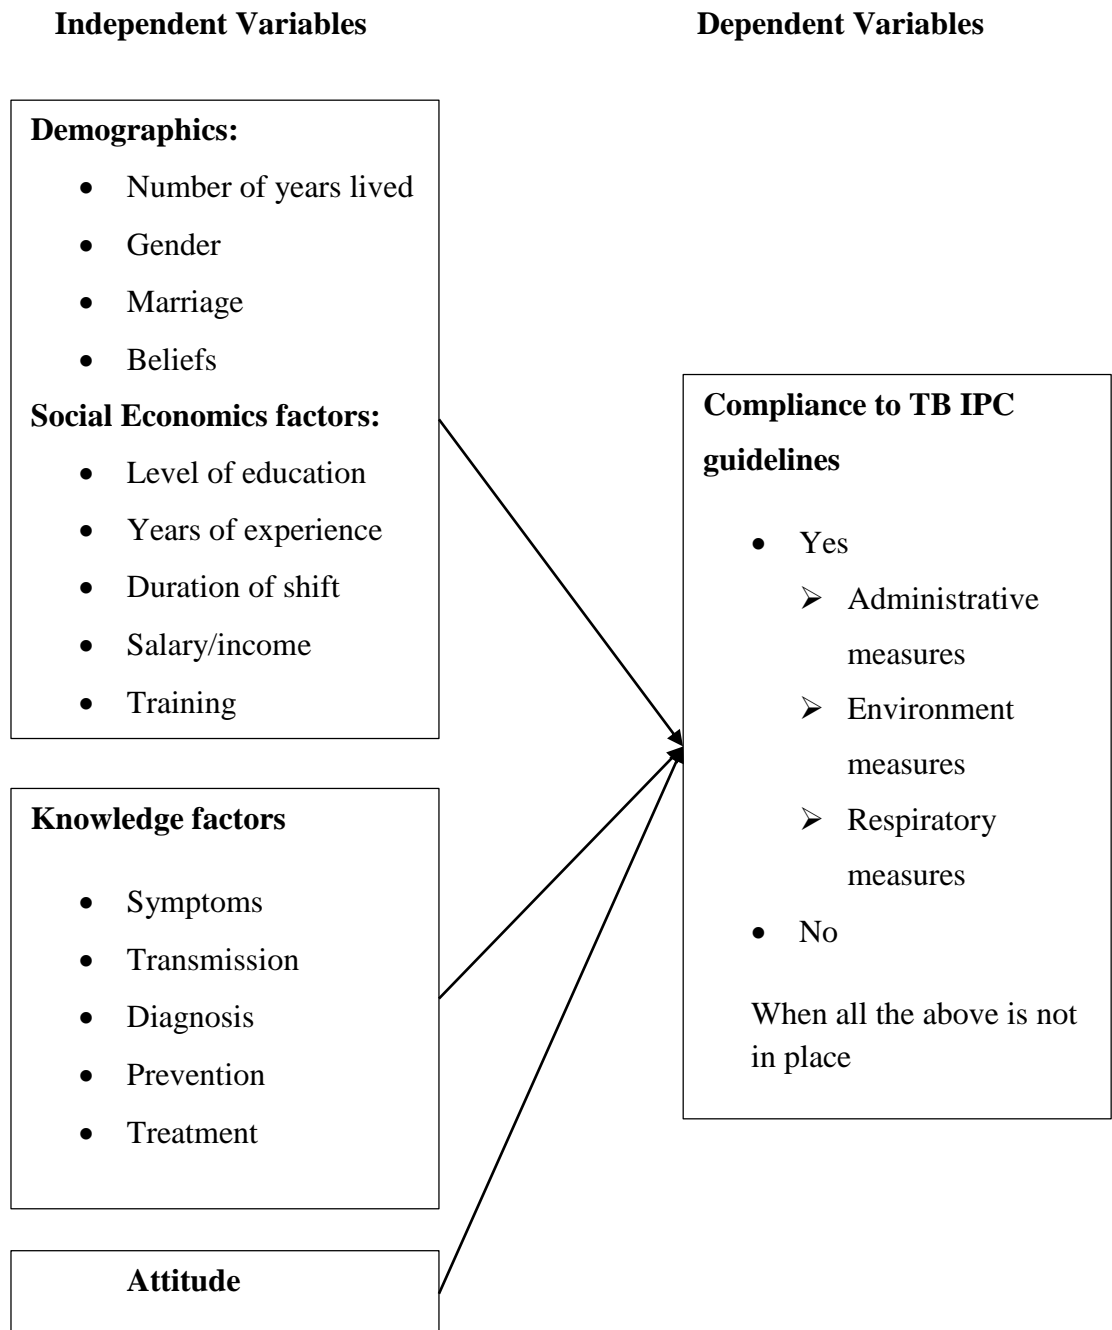 Independent Variables
Dependent Variables
Demographics:
• Number of years lived
• Gender
• Marriage
• Beliefs
Social Economics factors:
• Level of education
• Years of experience
• Duration of shift
• Salary/income
• Training
Knowledge factors
• Symptoms
• Transmission
• Diagnosis
• Prevention
• Treatment
Attitude
Compliance to TB IPC
guidelines
• Yes
➢ Administrative
measures
➢ Environment
measures
➢ Respiratory
measures
• No
When all the above is not
in place